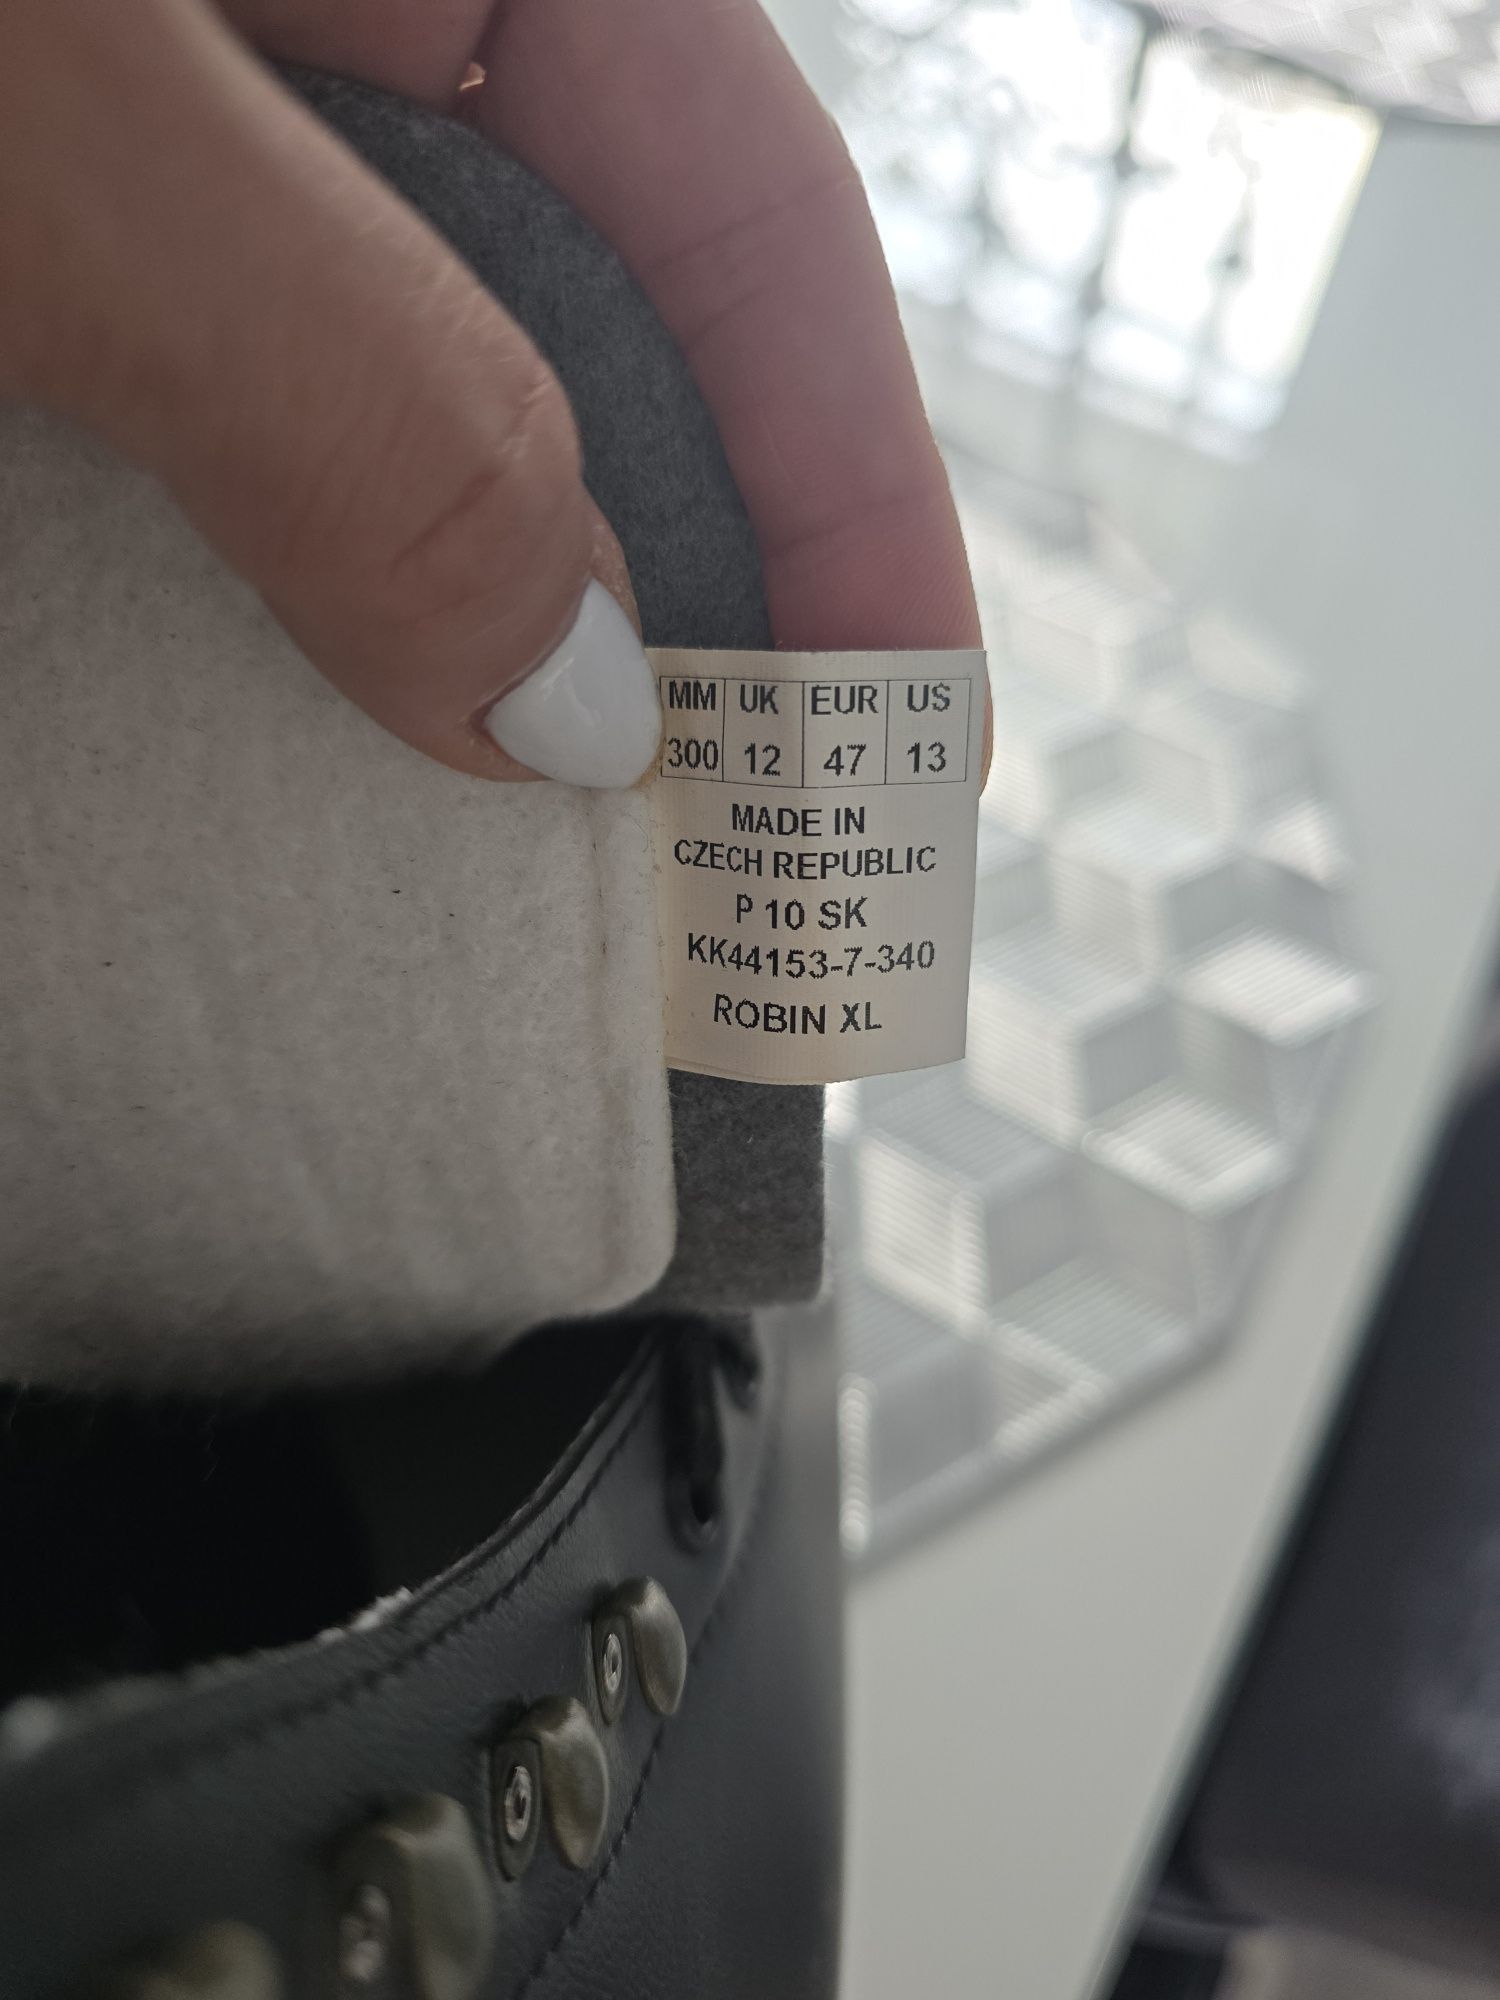 MM UK EUR US
300 12 47 13
MADE IN
CZECH REPUBLIC
P 10 SK
KK44153-7-340
ROBIN XL